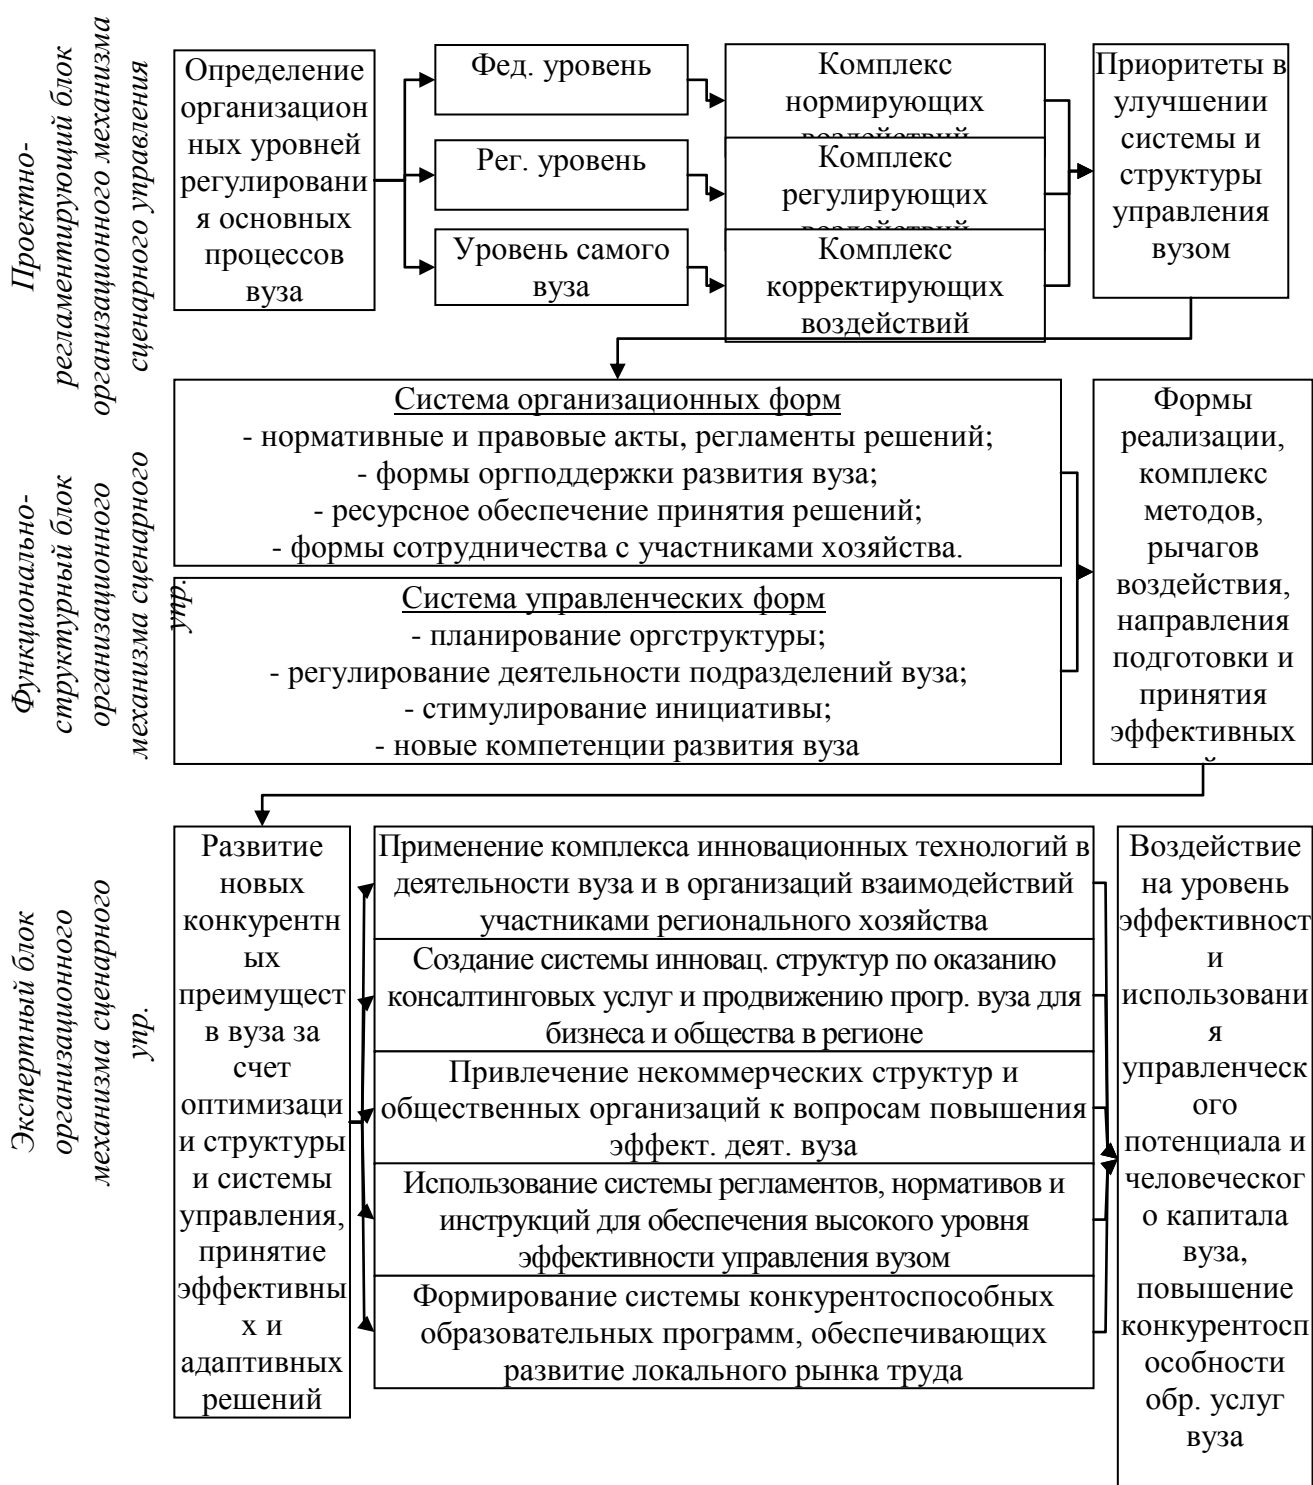 Проектно-
регламентирующий блок
организационного механизма
сценарного управления
Определение
организацион
ных уровней
регулировани
я основных
процессов
вуза
Фед. уровень
Рег. уровень
Уровень самого
вуза
Комплекс
нормирующих
воздействий
Комплекс
регулирующих
воздействий
Комплекс
корректирующих
воздействий
Приоритеты в
улучшении
системы и
структуры
управления
вузом
Функционально-
структурный блок
организационного
механизма сценарного
упр.
Система организационных форм
- нормативные и правовые акты, регламенты решений;
- формы оргподдержки развития вуза;
- ресурсное обеспечение принятия решений;
- формы сотрудничества с участниками хозяйства.
Система управленческих форм
- планирование оргструктуры;
- регулирование деятельности подразделений вуза;
- стимулирование инициативы;
- новые компетенции развития вуза
Формы
реализации,
комплекс
методов,
рычагов
воздействия,
направления
подготовки и
принятия
эффективных
Экспертный блок
организационного
механизма сценарного
упр.
Развитие
новых
конкурентн
ых
преимущест
в вуза за
счет
оптимизаци
и структуры
и системы
управления,
принятие
эффективны
х и
адаптивных
решений
Применение комплекса инновационных технологий в
деятельности вуза и в организаций взаимодействий
участниками регионального хозяйства
Создание системы инновац. структур по оказанию
консалтинговых услуг и продвижению прогр. вуза для
бизнеса и общества в регионе
Привлечение некоммерческих структур и
общественных организаций к вопросам повышения
эффект. деят. вуза
Использование системы регламентов, нормативов и
инструкций для обеспечения высокого уровня
эффективности управления вузом
Формирование системы конкурентоспособных
образовательных программ, обеспечивающих
развитие локального рынка труда
Воздействие
на уровень
эффективност
и
использовани
я
управленческ
ого
потенциала и
человеческог
о капитала
вуза,
повышение
конкурентосп
особности
обр. услуг
вуза